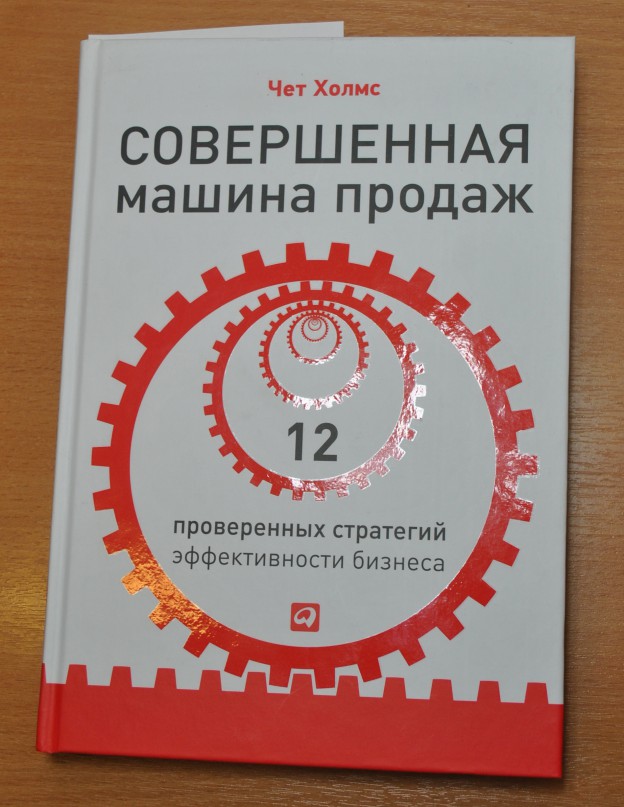 Чет Холмс
СОВЕРШЕННАЯ
машина продаж
12
проверенных стратегий
эффективности бизнеса